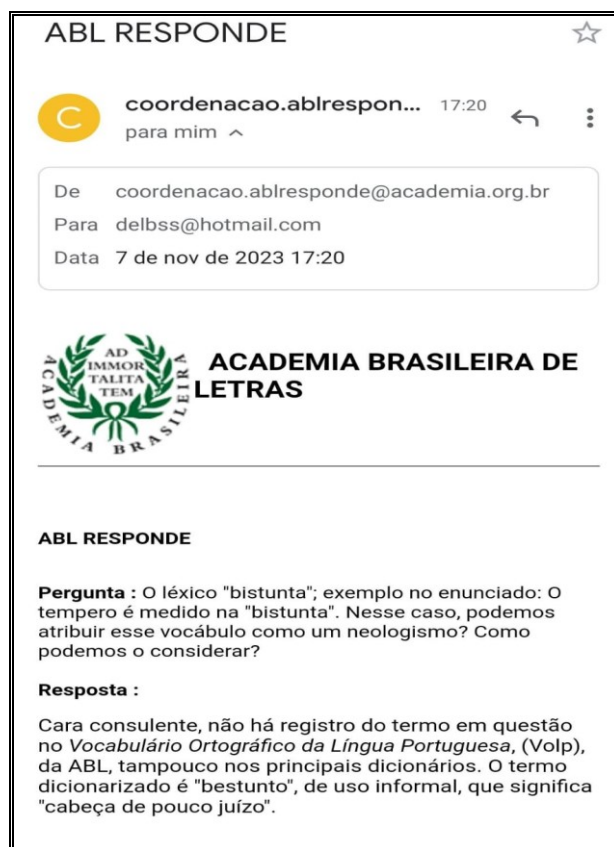 ABL RESPONDE
C
coordenacao.ablrespon... 17:20
para mim
De coordenacao.ablresponde@academia.org.br
Para delbss@hotmail.com
Data 7 de nov de 2023 17:20
AD
IMMOR
TALITA
TEM
ACADEMIA BRASILEIRA
ACADEMIA BRASILEIRA DE
LETRAS
ABL RESPONDE
Pergunta : O léxico "bistunta"; exemplo no enunciado: O
tempero é medido na "bistunta". Nesse caso, podemos
atribuir esse vocábulo como um neologismo? Como
podemos o considerar?
Resposta :
Cara consulente, não há registro do termo em questão
no Vocabulário Ortográfico da Língua Portuguesa, (Volp),
da ABL, tampouco nos principais dicionários. O termo
dicionarizado é "bestunto", de uso informal, que significa
"cabeça de pouco juízo".